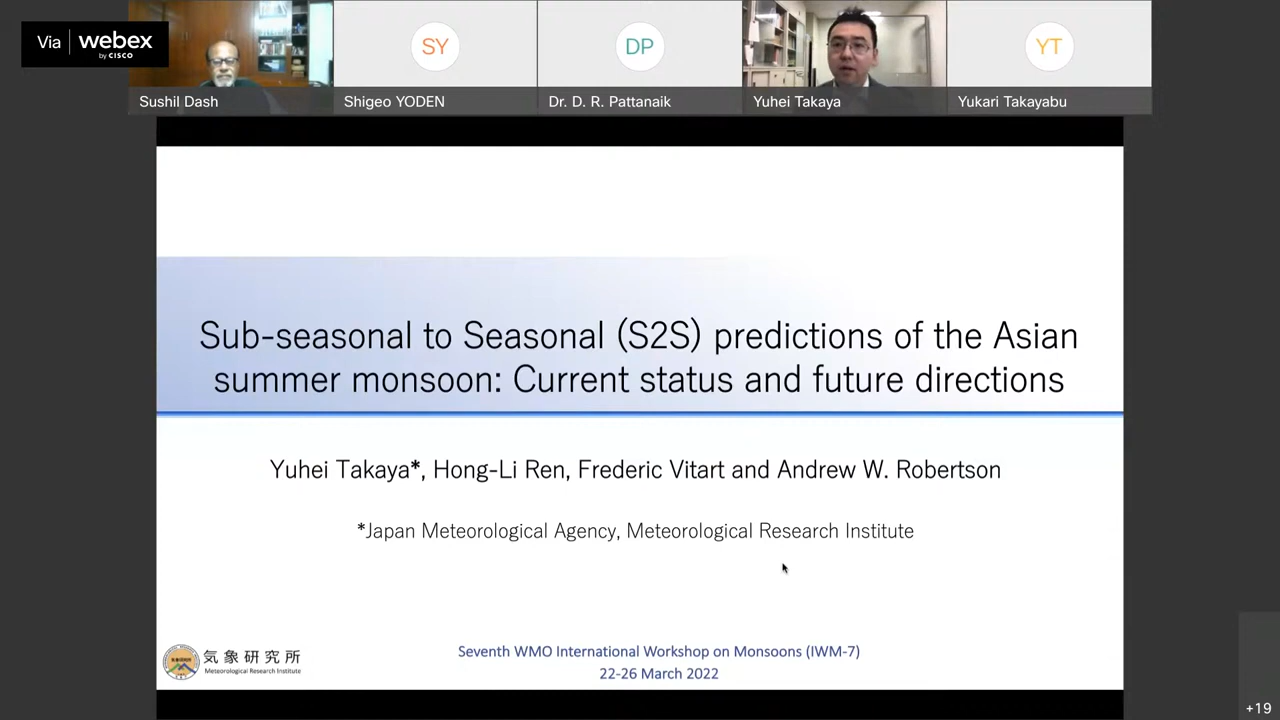 Via webex
by CISCO
SY
DP
YT
Sushil Dash
Shigeo YODEN
Dr. D. R. Pattanaik
Yuhei Takaya
Yukari Takayabu
Sub-seasonal to Seasonal (S2S) predictions of the Asian
summer monsoon: Current status and future directions
Yuhei Takaya*, Hong-Li Ren, Frederic Vitart and Andrew W. Robertson
*Japan Meteorological Agency, Meteorological Research Institute
気象研究所
Meteorological Research Institute
Seventh WMO International Workshop on Monsoons (IWM-7)
22-26 March 2022
+19